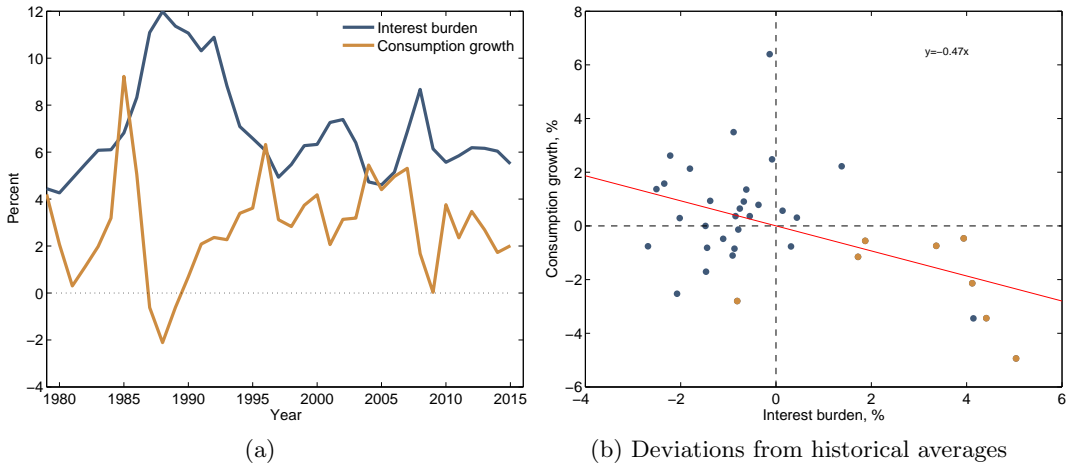 12
10
8
6
4
2
0
−2
−4
Percent
Interest burden
Consumption growth
1980 1985 1990 1995 2000 2005 2010 2015
Year
(a)
8
6
4
2
0
−2
−4
−6
Consumption growth, %
y=−0.47x
−4 −2 0 2 4 6
Interest burden, %
(b) Deviations from historical averages